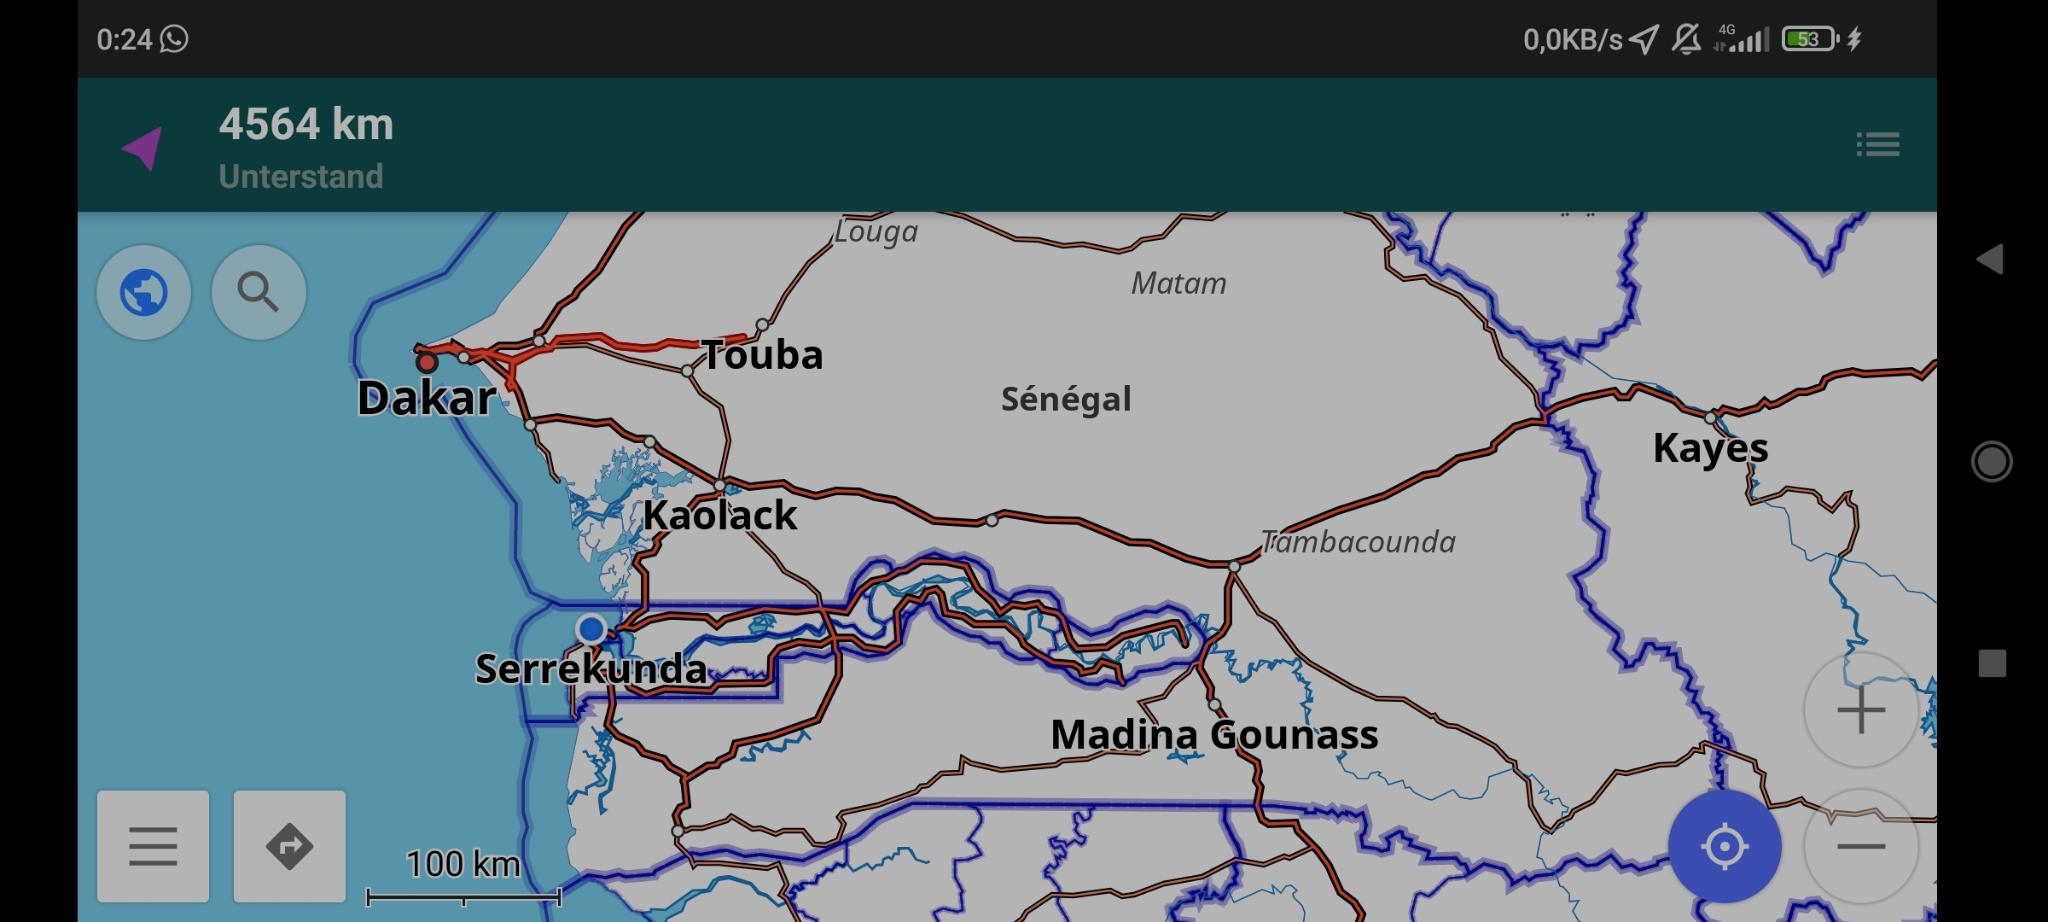 0:24
0,0KB/s 4G 53
4564 km
Unterstand
Louga
Matam
Touba
Dakar
Sénégal
Kayes
Kaolack
Tambacounda
Serrekunda
Madina Gounass
100 km